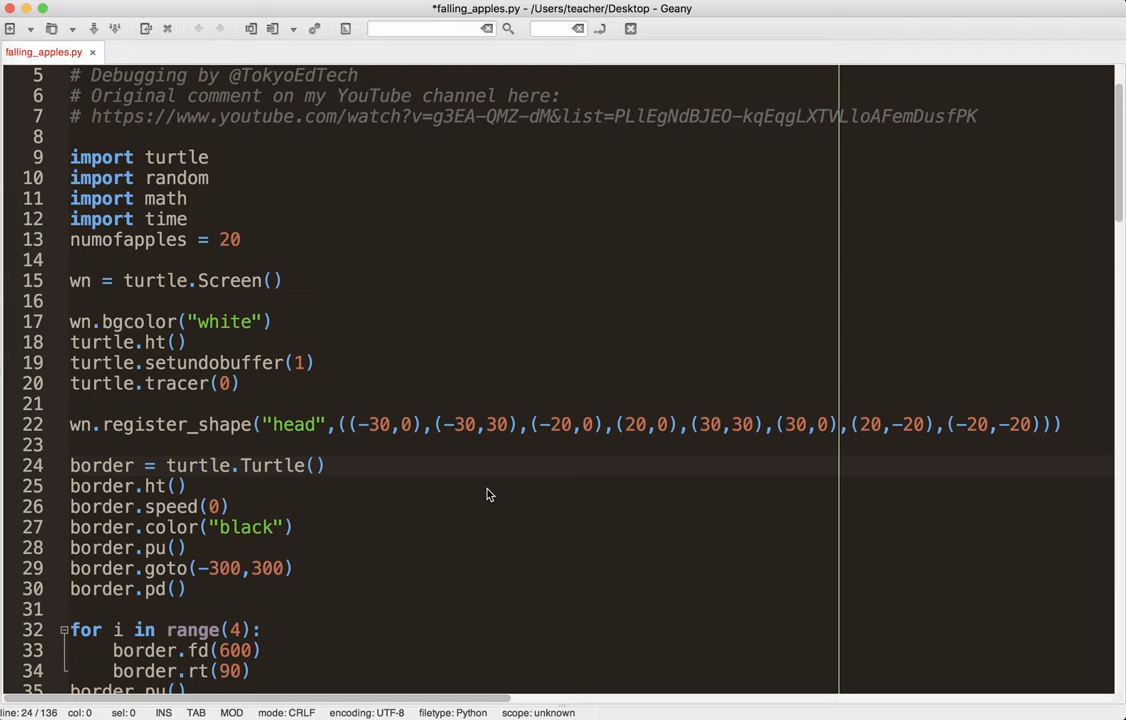 *falling_apples.py - /Users/teacher/Desktop - Geany
falling_apples.py ×
5 # Debugging by @TokyoEdTech
6 # Original comment on my YouTube channel here:
7 # https://www.youtube.com/watch?v=g3EA-QMZ-dM&list=PLlEgNdBJEO-kqEqgLXTVLloAFemDusfPK
8
9 import turtle
10 import random
11 import math
12 import time
13 numofapples = 20
14
15 wn = turtle.Screen()
16
17 wn.bgcolor("white")
18 turtle.ht()
19 turtle.setundobuffer(1)
20 turtle.tracer(0)
21
22 wn.register_shape("head",((-30,0),(-30,30),(-20,0),(20,0),(30,30),(30,0),(20,-20),(-20,-20)))
23
24 border = turtle.Turtle()
25 border.ht()
26 border.speed(0)
27 border.color("black")
28 border.pu()
29 border.goto(-300,300)
30 border.pd()
31
32 for i in range(4):
33 border.fd(600)
34 border.rt(90)
35 border.pu()
line: 24 / 136 col: 0 sel: 0 INS TAB MOD mode: CRLF encoding: UTF-8 filetype: Python scope: unknown